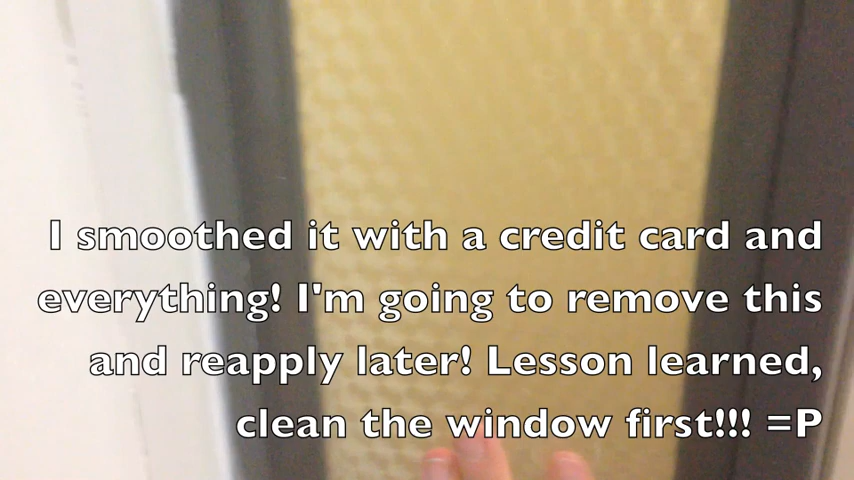 I smoothed it with a credit card and
everything! I'm going to remove this
and reapply later! Lesson learned,
clean the window first!!! =P